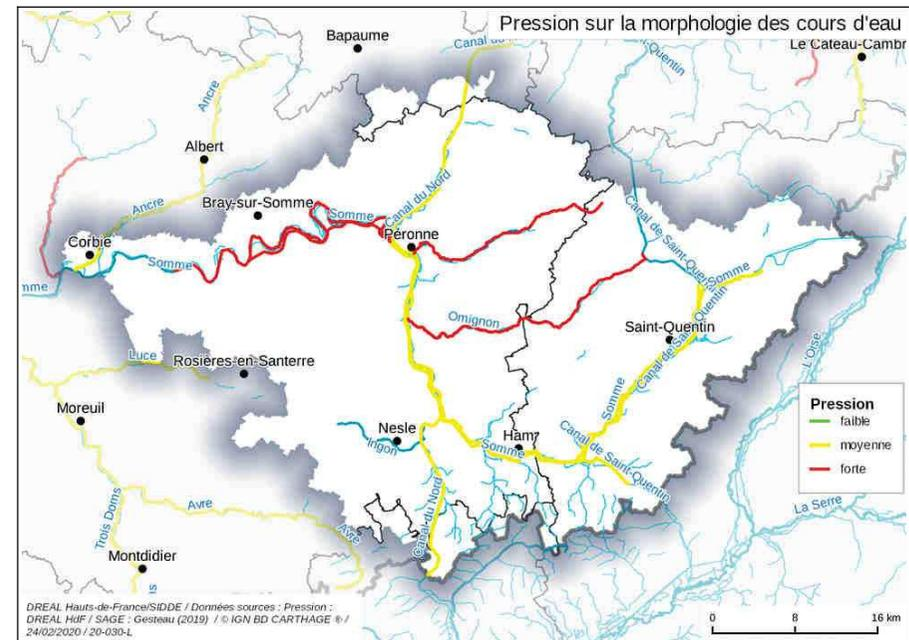 Pression sur la morphologie des cours d'eau
Bapaume
Canal du
St-Quentin
Le Cateau-Cambr
Ancre
Albert
Ancre
Bray-sur-Somme
Somme
Canal du Nord
Canal de Saint-Quentin
Corbie
Péronne
Somme
Somme
mme
Omignon
Saint-Quentin
Canal de Saint-Quentin
L'Oise
Luce
Rosières-en-Santerre
Pression
faible
moyenne
forte
Moreuil
Somme
Nesle
Ingon
Somme
Ham
Canal de Saint-Quentin
Canal du Nord
Avre
Avre
Trois Doms
La Serre
Montdidier
DREAL Hauts-de-France/SIDDE / Données sources : Pression :
DREAL HdF / SAGE : Gesteau (2019) / © IGN BD CARTHAGE ® /
24/02/2020 / 20-030-L
0 8 16 km